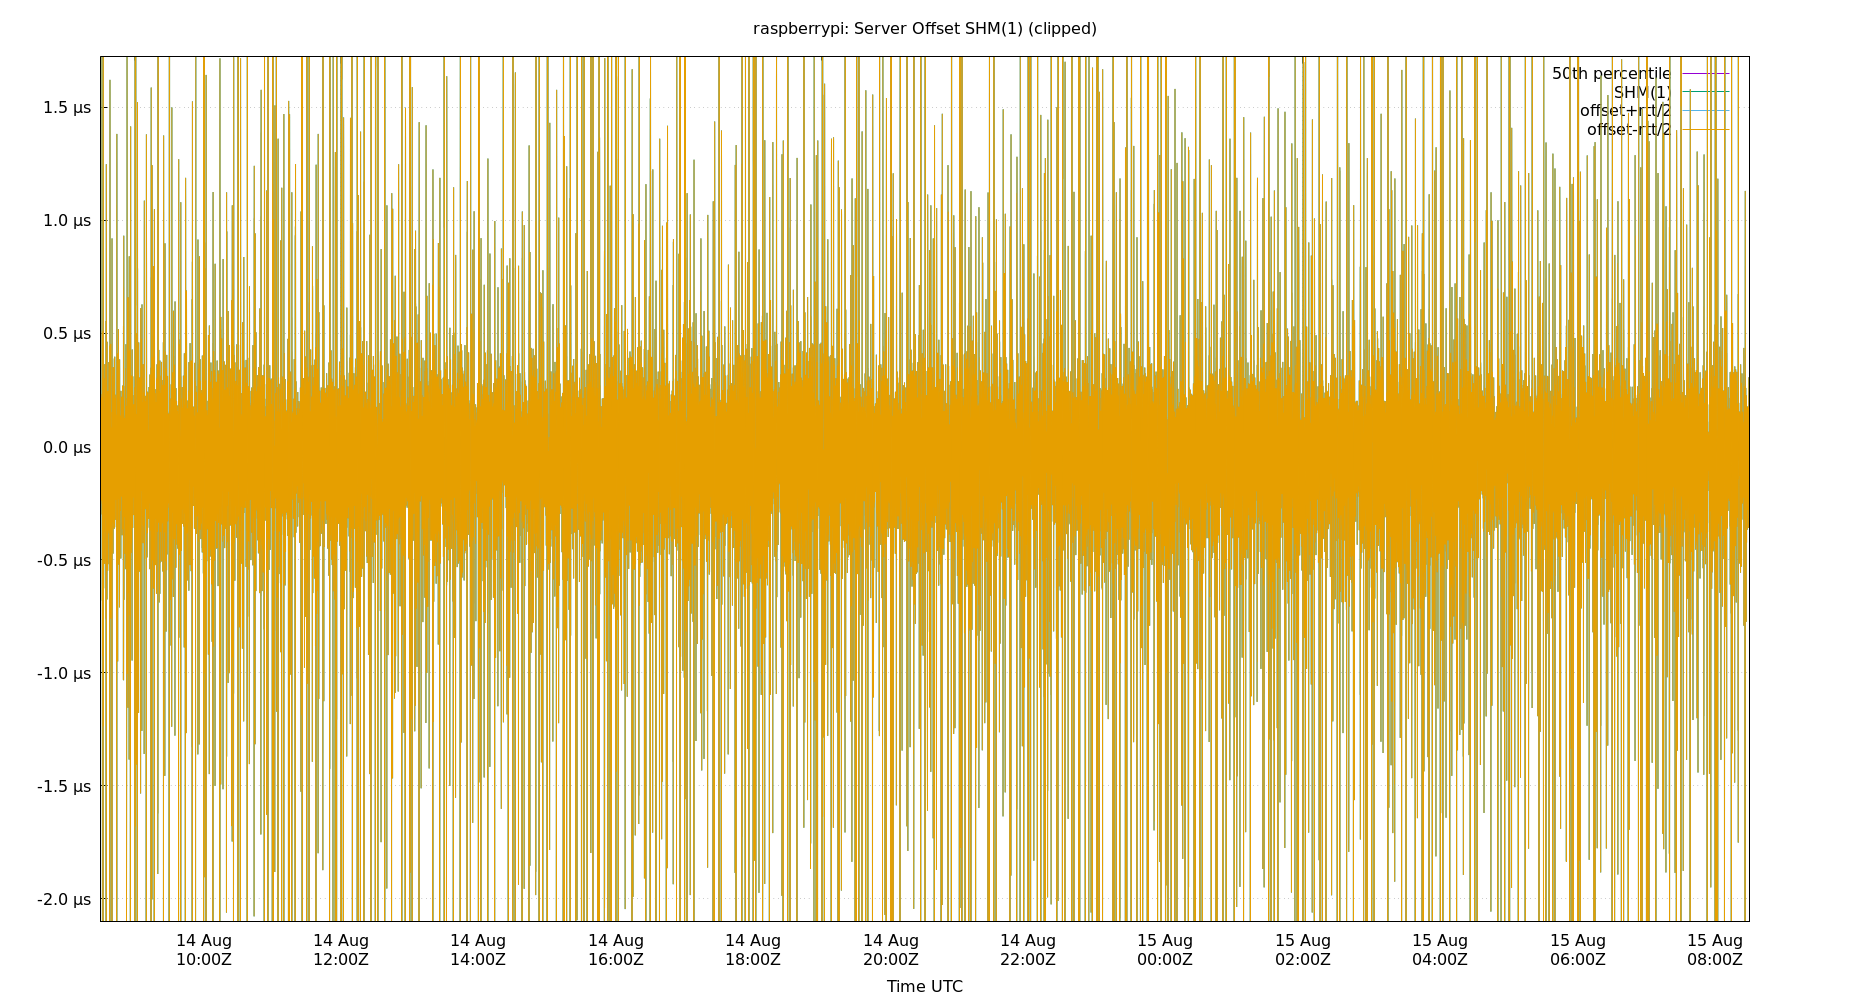 raspberrypi: Server Offset SHM(1) (clipped)
50th percentile
SHM(1)
offset+rtt/2
offset-rtt/2
1.5 µs
1.0 µs
0.5 µs
0.0 µs
-0.5 µs
-1.0 µs
-1.5 µs
-2.0 µs
14 Aug 14 Aug 14 Aug 14 Aug 14 Aug 14 Aug 14 Aug 15 Aug 15 Aug 15 Aug 15 Aug 15 Aug
10:00Z 12:00Z 14:00Z 16:00Z 18:00Z 20:00Z 22:00Z 00:00Z 02:00Z 04:00Z 06:00Z 08:00Z
Time UTC